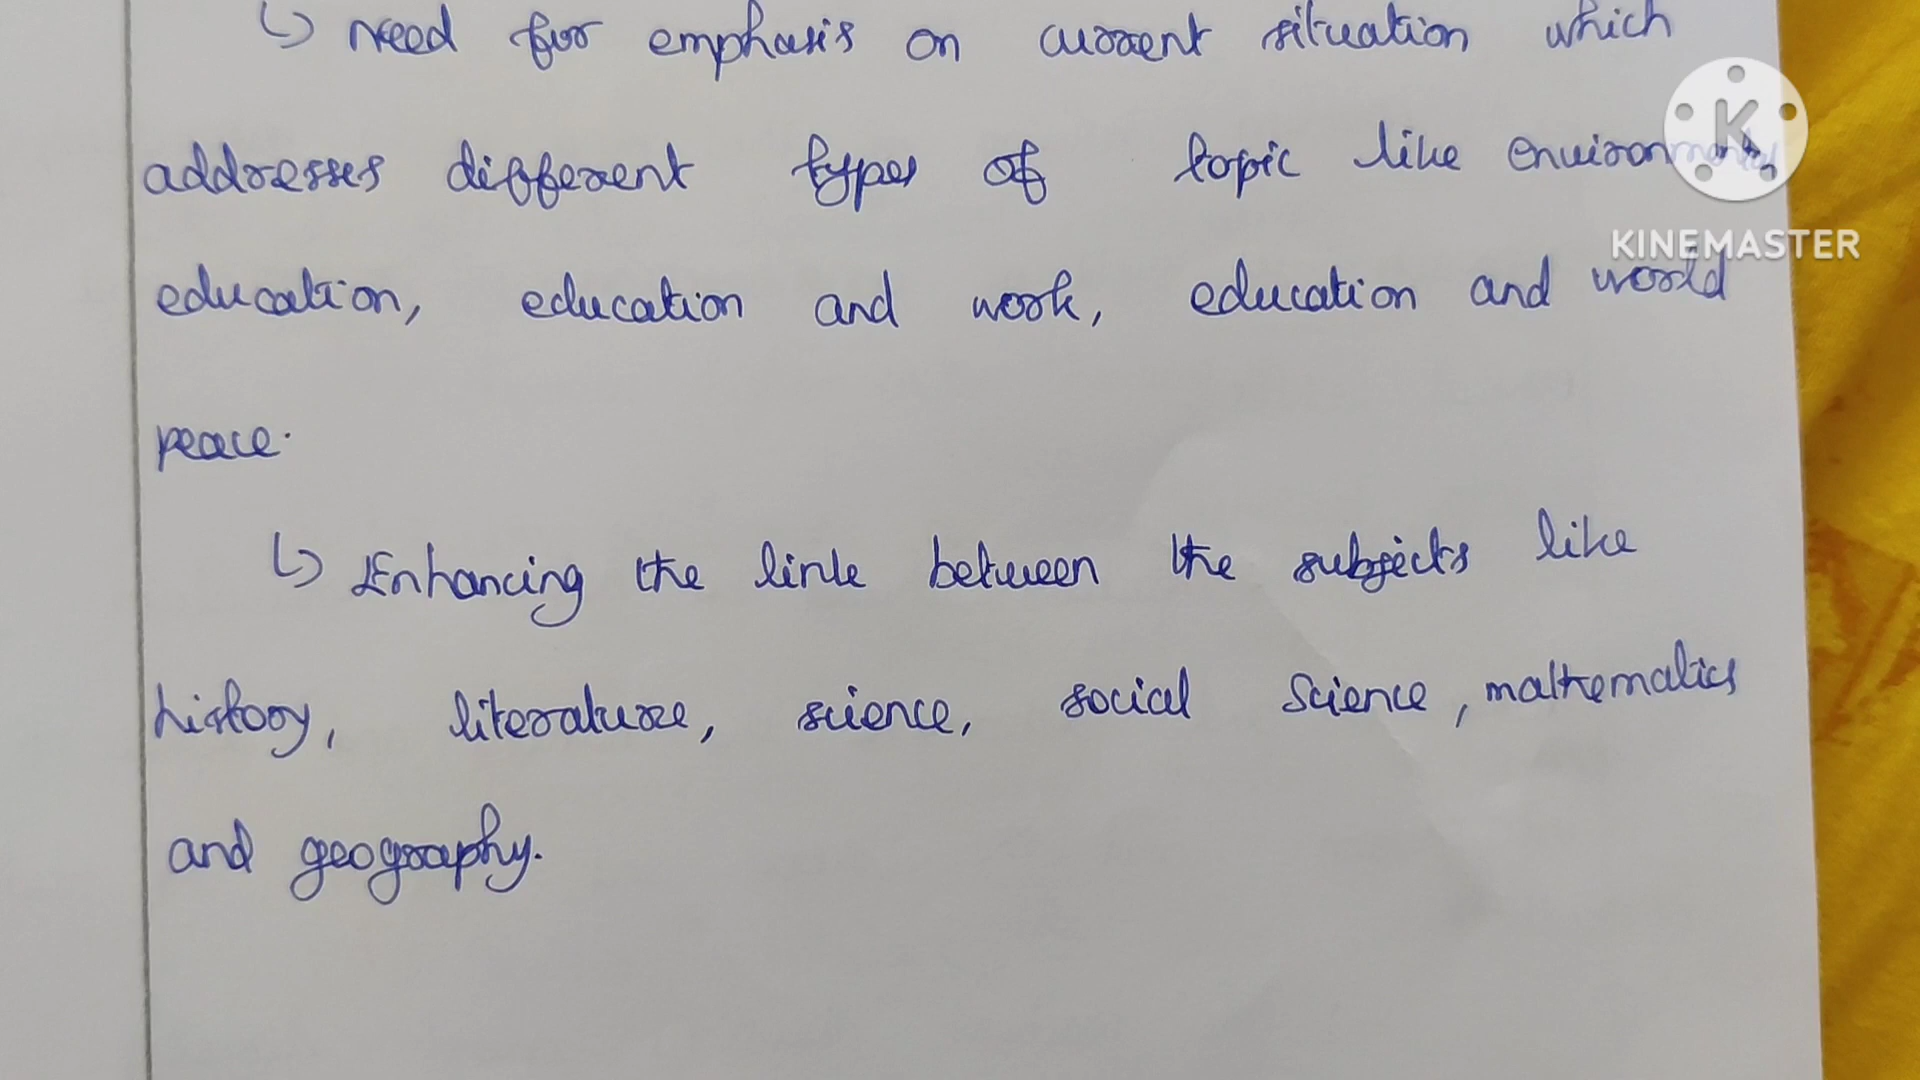 ↳ Need for emphasis on current situation which
addresses different types of topic like environmental
education, education and work, education and world
peace.
↳ Enhancing the link between the subjects like
history, literature, science, social Science, mathematics
and geography.
KINEMASTER